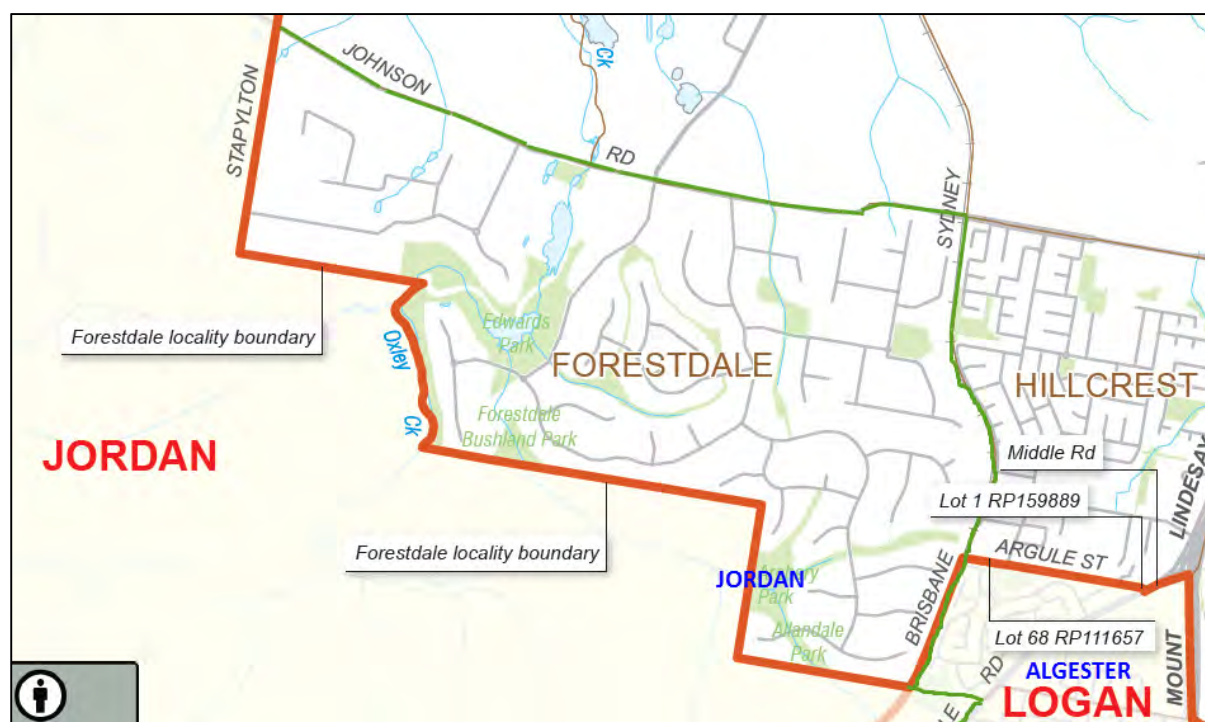 Ck
JOHNSON
STAPYLTON
RD
SYDNEY
Forestdale locality boundary
Oxley
Ck
Edwards
Park
FORESTDALE
HILLCREST
Forestdale
Bushland Park
JORDAN
Middle Rd
Lot 1 RP159889
LINDESAY
Forestdale locality boundary
ARGULE ST
JORDAN
Park
BRISBANE
Allandale
Park
Lot 68 RP111657
RD
ALGESTER
LOGAN
MOUNT
LE